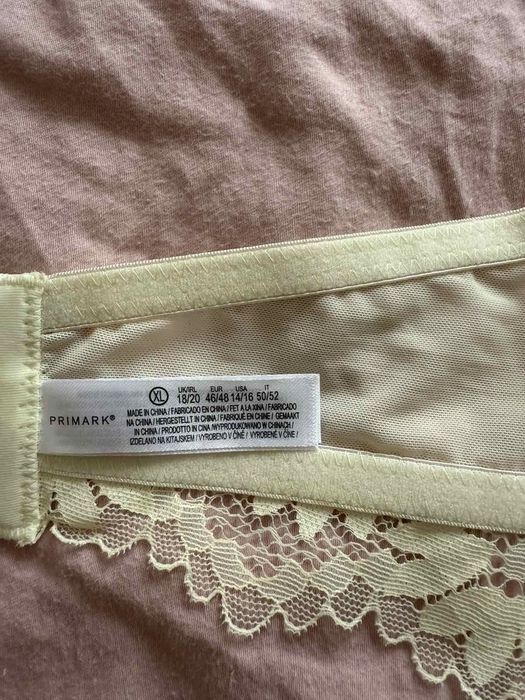 PRIMARK®
XL
UK/IRL EUR USA IT
18/20 46/48 14/16 50/52
MADE IN CHINA / FABRICADO EN CHINA / FET A LA XINA / FABRICADO
NA CHINA / HERGESTELLT IN CHINA / FABRIQUÉ EN CHINE / GEMAAKT
IN CHINA / PRODOTTO IN CINA /WYPRODUKOWANO W CHINACH /
IZDELANO NA KITAJSKEM / VYROBENO V ČÍNĚ / VYROBENÉ V ČÍNE /